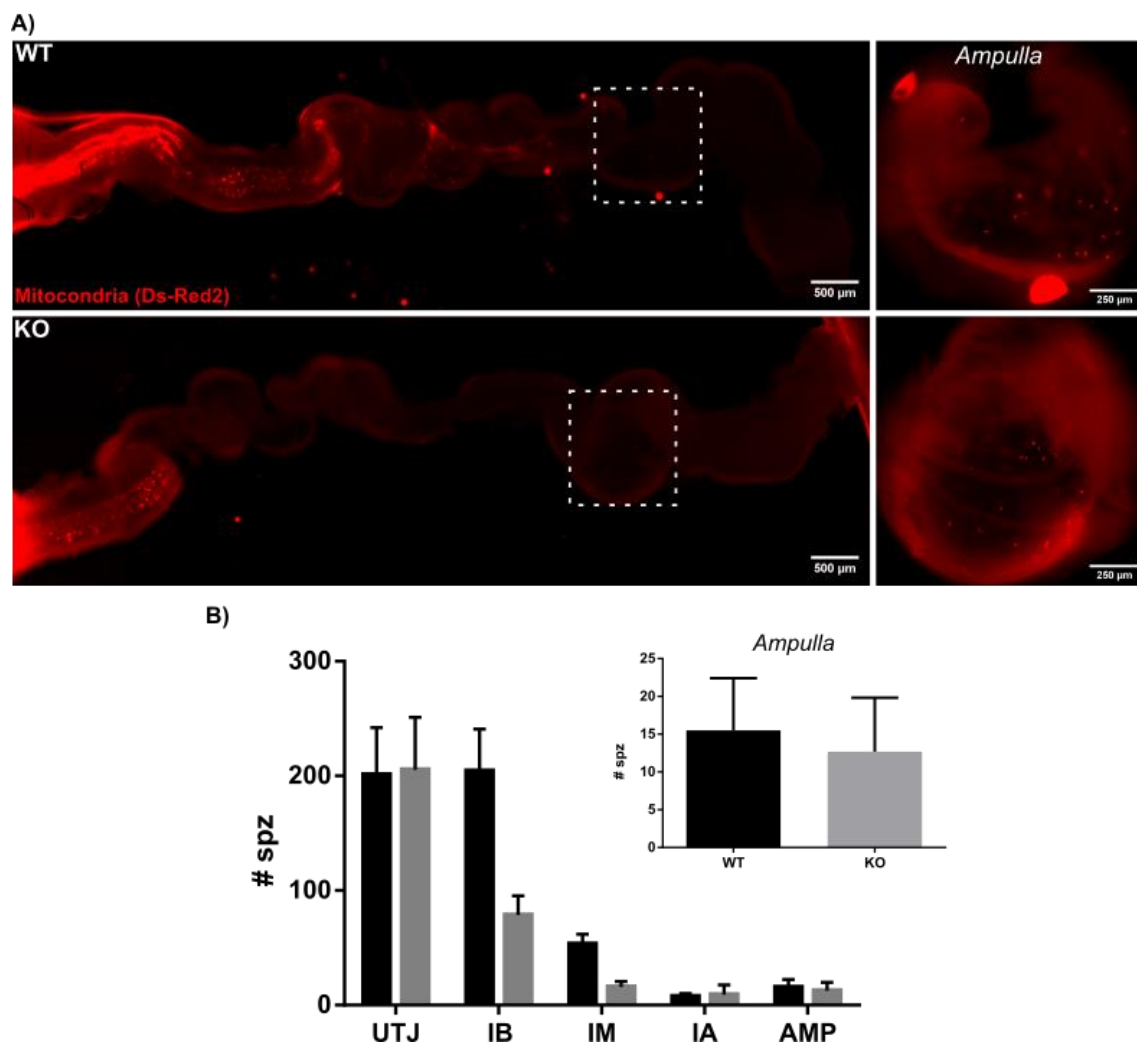 A)
WT
Ampulla
Mitocondria (Ds-Red2)
500 µm
250 µm
KO
500 µm
250 µm
B)
Ampulla
300
200
100
0
# spz
UTJ IB IM IA AMP
25
20
15
10
5
0
# spz
WT KO